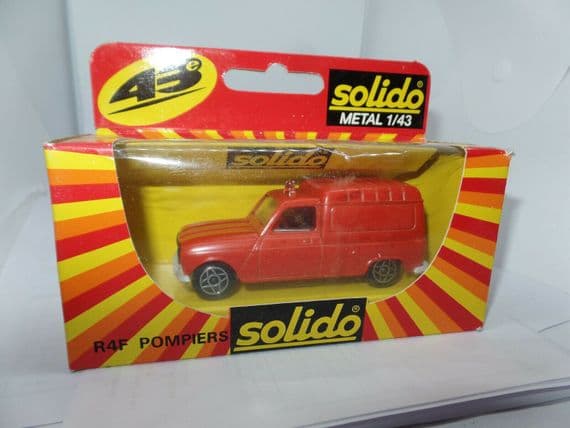 43e
solido®
METAL 1/43
solido
R4F POMPIERS
solido®